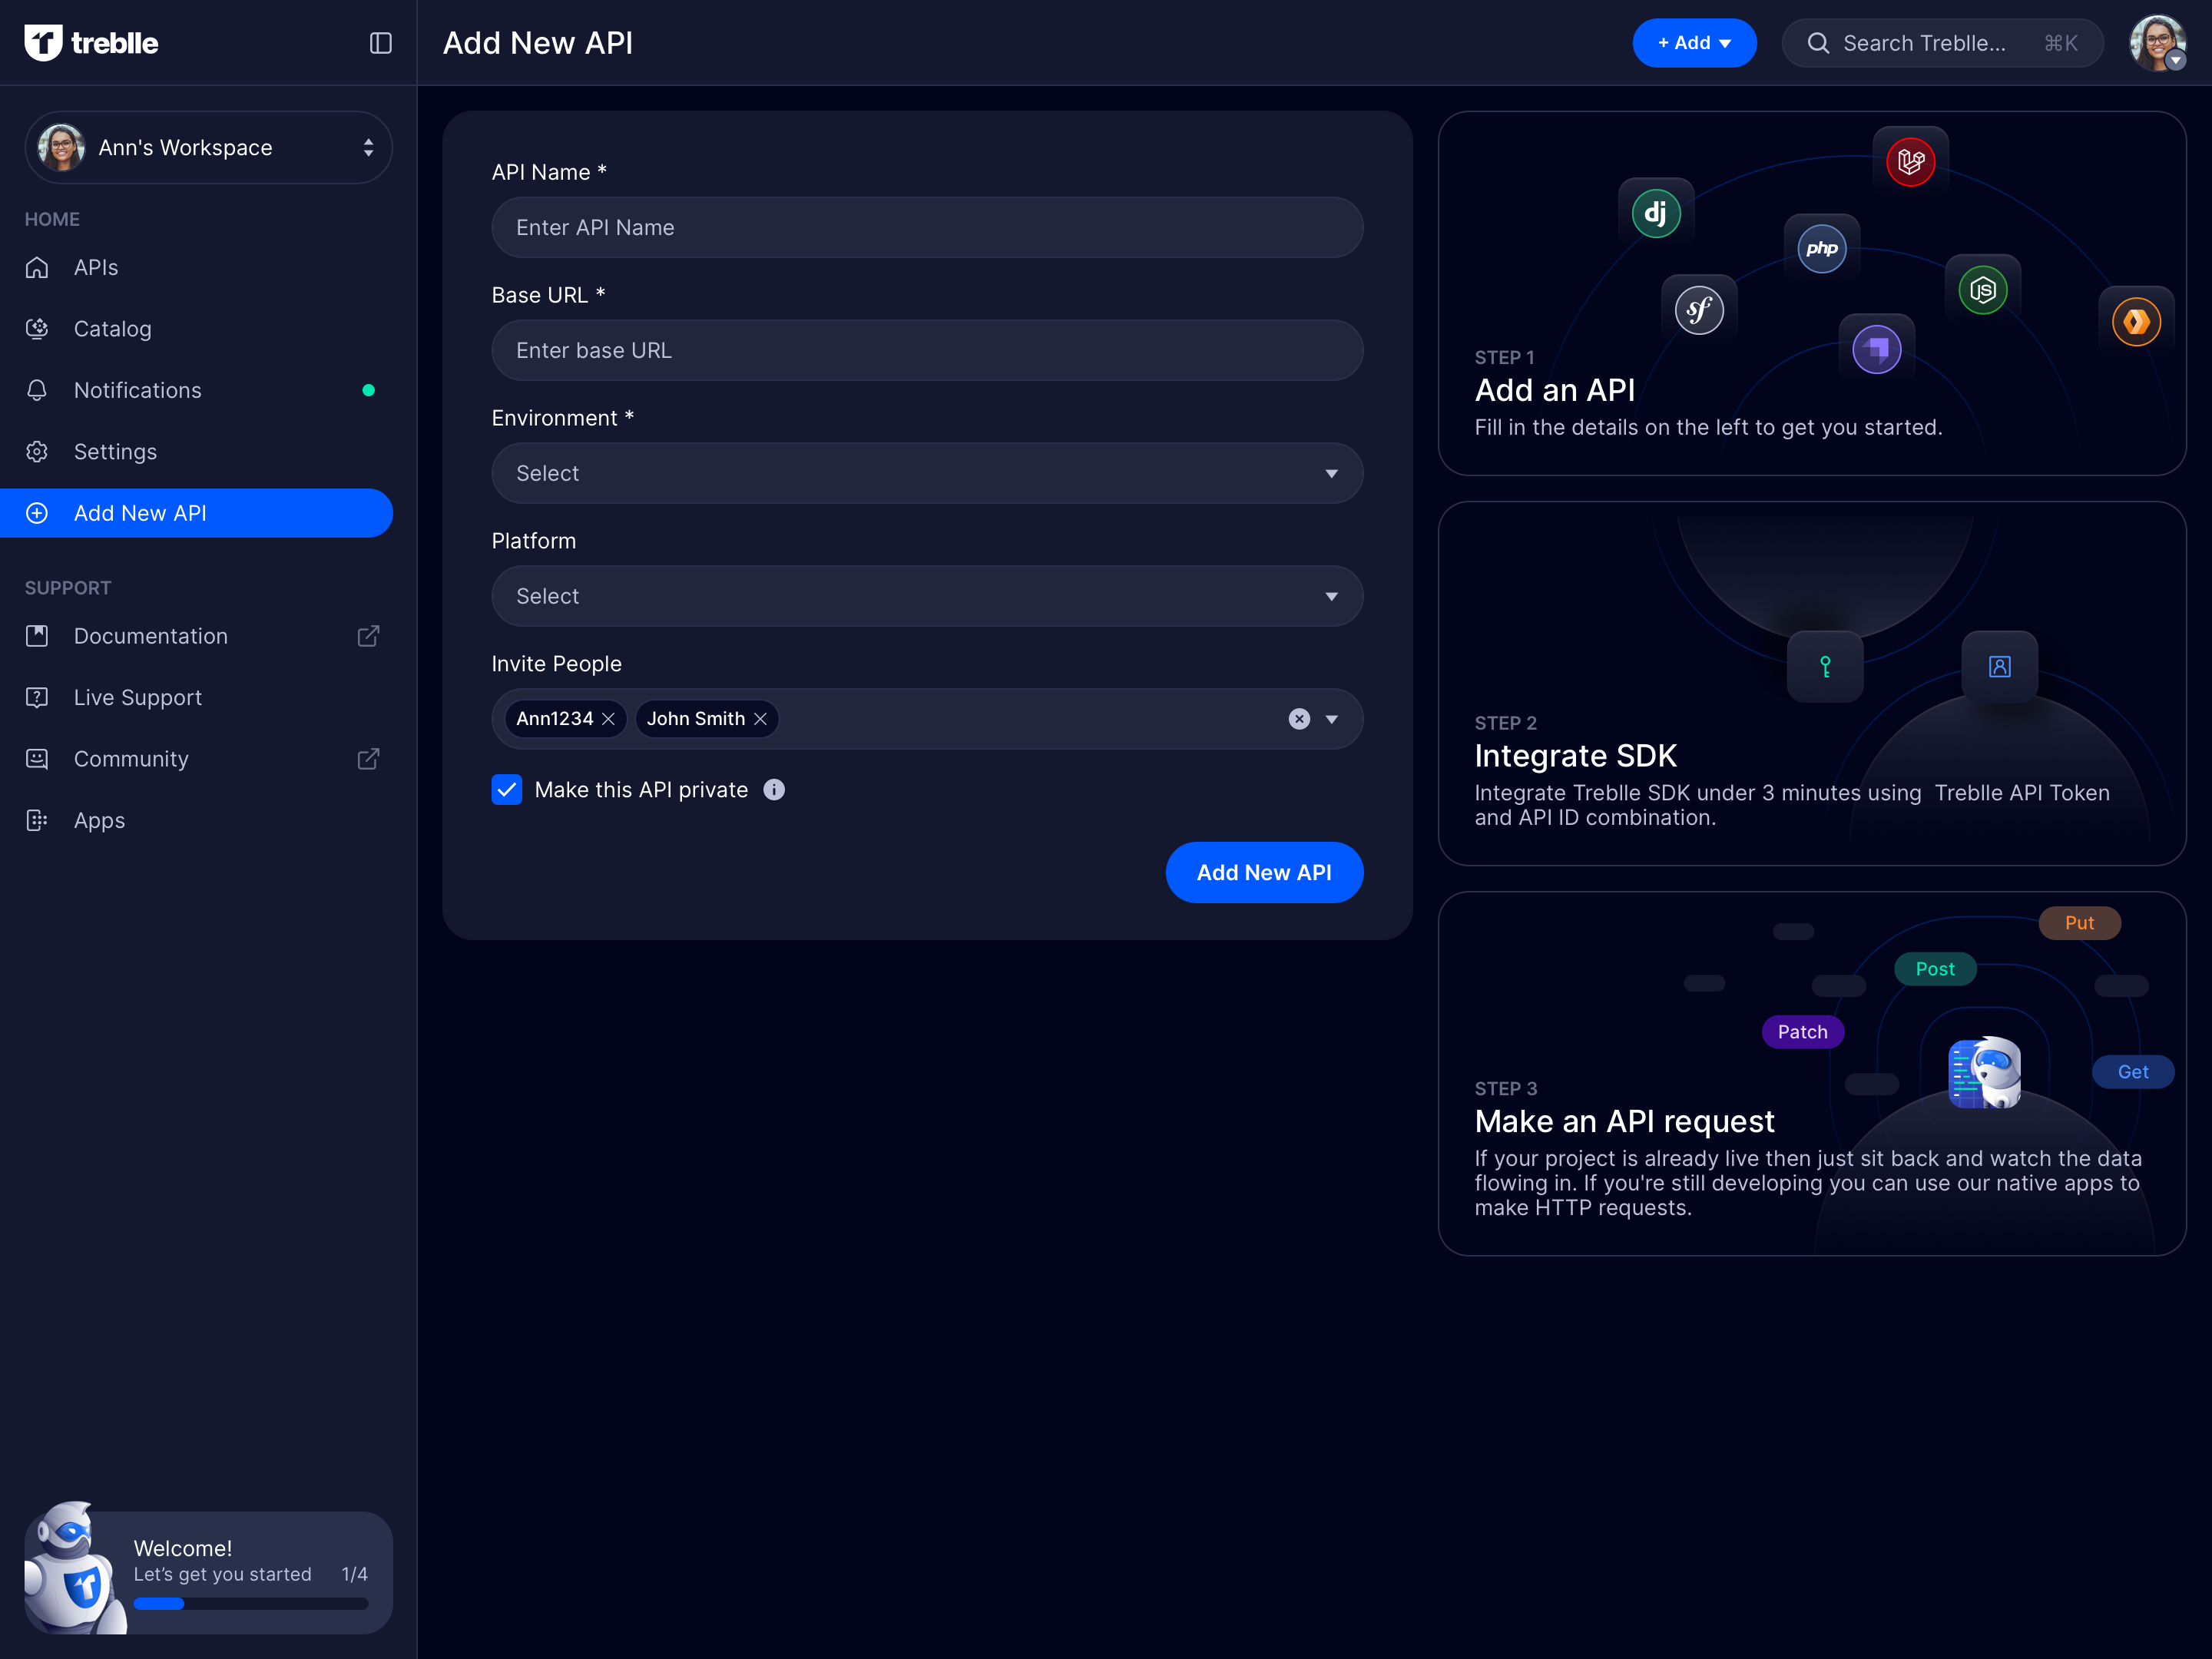 treblle
Add New API
+ Add
Search Treblle...
⌘K
Ann's Workspace
HOME
APIs
Catalog
Notifications
Settings
Add New API
SUPPORT
Documentation
Live Support
Community
Apps
Welcome!
Let's get you started
1/4
API Name *
Enter API Name
Base URL *
Enter base URL
Environment *
Select
Platform
Select
Invite People
Ann1234
John Smith
Make this API private
Add New API
dj
php
sf
JS
STEP 1
Add an API
Fill in the details on the left to get you started.
STEP 2
Integrate SDK
Integrate Treblle SDK under 3 minutes using  Treblle API Token
and API ID combination.
Put
Post
Patch
Get
STEP 3
Make an API request
If your project is already live then just sit back and watch the data
flowing in. If you're still developing you can use our native apps to
make HTTP requests.